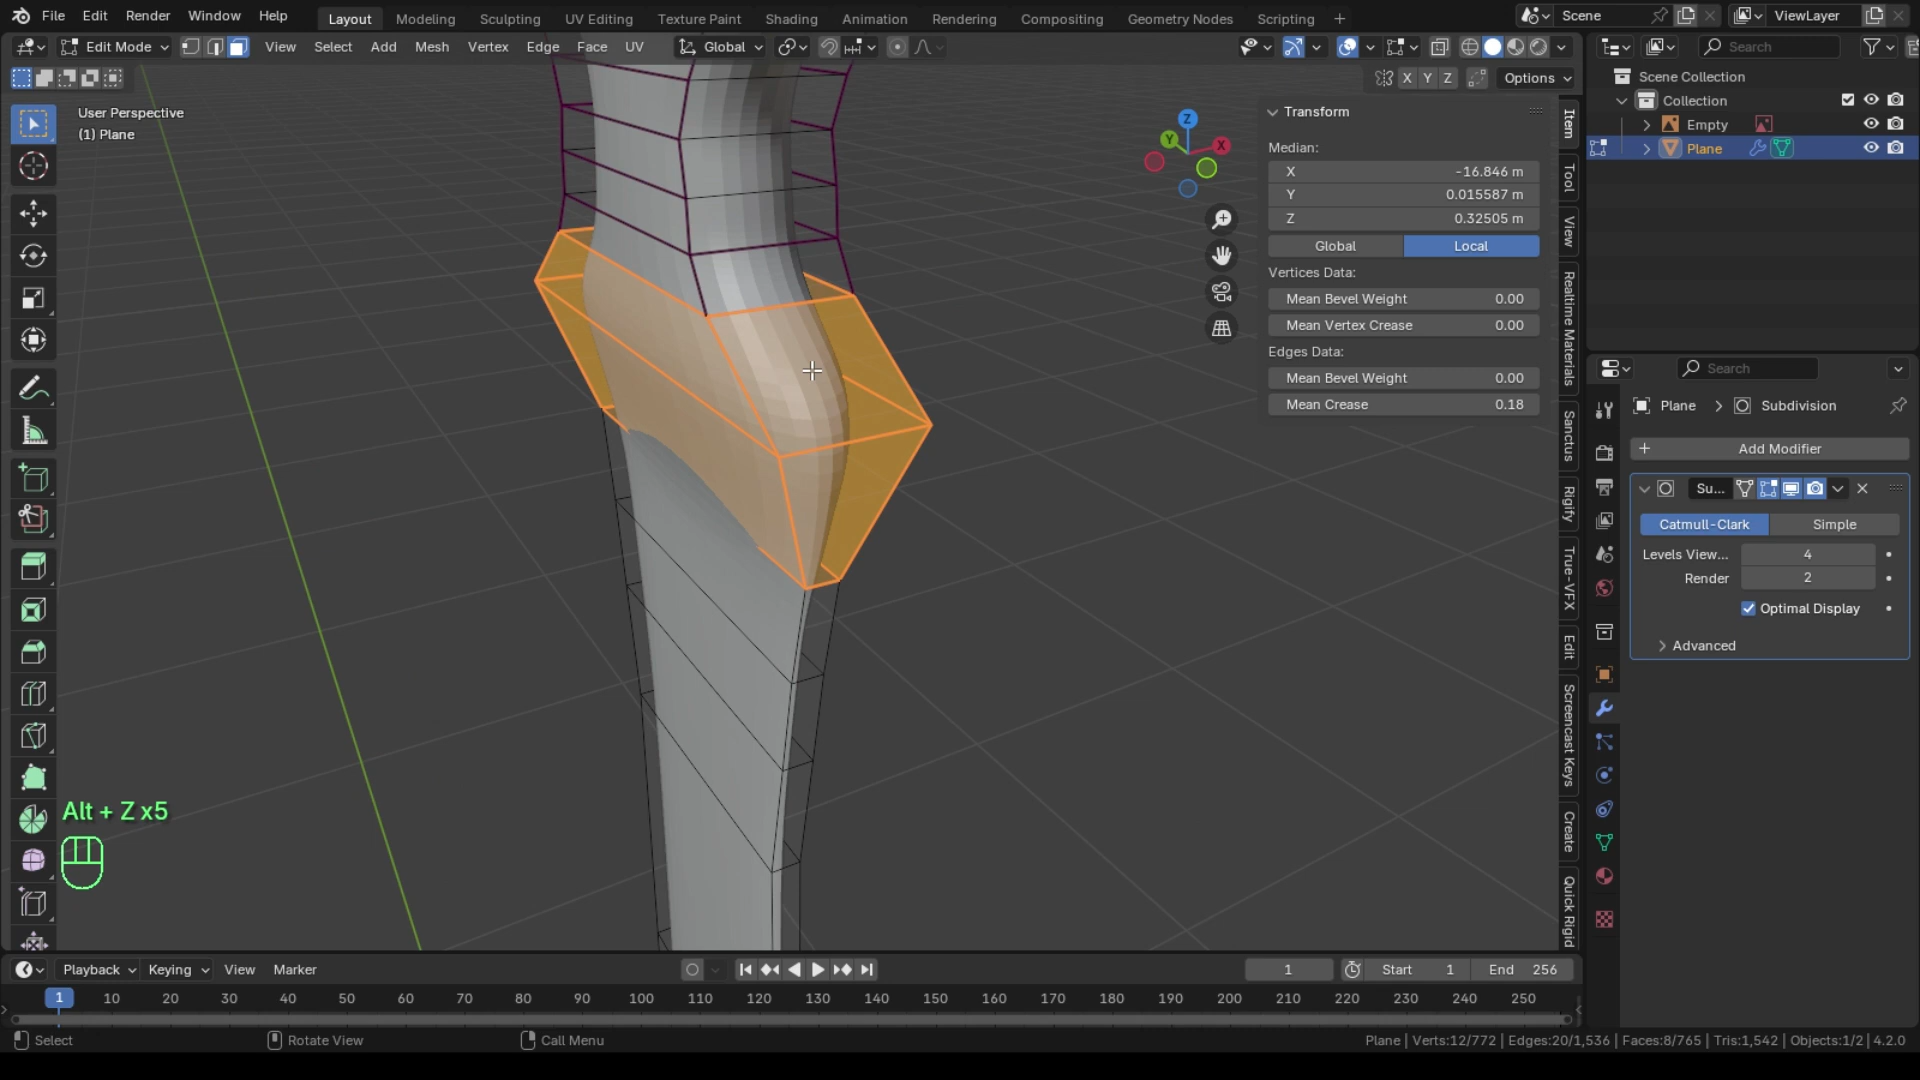 File Edit Render Window Help Layout Modeling Sculpting UV Editing Texture Paint Shading Animation Rendering Compositing Geometry Nodes Scripting + Scene ViewLayer
Edit Mode View Select Add Mesh Vertex Edge Face UV Global Search
X Y Z Options
User Perspective
(1) Plane
Z
Y
X
Transform
Median:
X -16.846 m
Y 0.015587 m
Z 0.32505 m
Global Local
Vertices Data:
Mean Bevel Weight 0.00
Mean Vertex Crease 0.00
Edges Data:
Mean Bevel Weight 0.00
Mean Crease 0.18
Item
Tool
View
Realtime Materials
Sanctus
Rigify
True-VFX
Edit
Screencast Keys
Create
Quick Rigid
Scene Collection
Collection
Empty
Plane
Search
Plane > Subdivision
+ Add Modifier
Su...
Catmull-Clark Simple
Levels View... 4
Render 2
Optimal Display
Advanced
Alt + Z x5
Playback Keying View Marker 1 Start 1 End 256
1 10 20 30 40 50 60 70 80 90 100 110 120 130 140 150 160 170 180 190 200 210 220 230 240 250
Select Rotate View Call Menu Plane | Verts:12/772 | Edges:20/1,536 | Faces:8/765 | Tris:1,542 | Objects:1/2 | 4.2.0